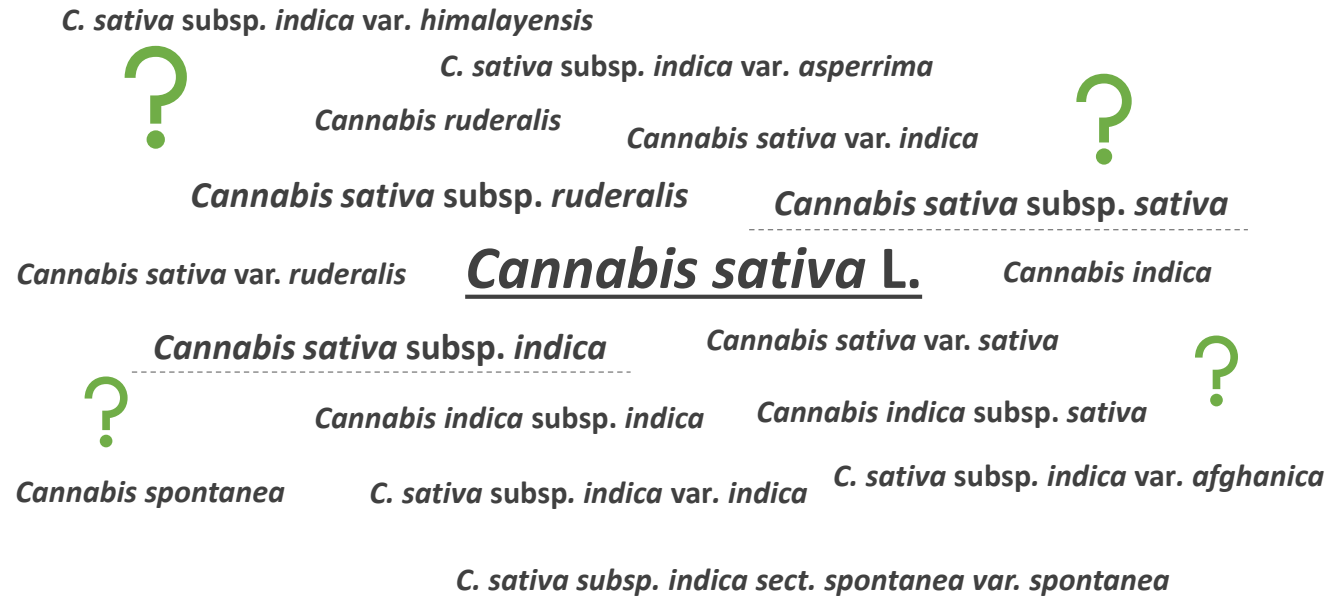 C. sativa subsp. indica var. himalayensis
?
C. sativa subsp. indica var. asperrima
?
Cannabis ruderalis
Cannabis sativa var. indica
Cannabis sativa subsp. ruderalis
Cannabis sativa subsp. sativa
Cannabis sativa var. ruderalis
Cannabis sativa L.
Cannabis indica
Cannabis sativa subsp. indica
Cannabis sativa var. sativa
?
?
Cannabis indica subsp. indica
Cannabis indica subsp. sativa
Cannabis spontanea
C. sativa subsp. indica var. indica
C. sativa subsp. indica var. afghanica
C. sativa subsp. indica sect. spontanea var. spontanea